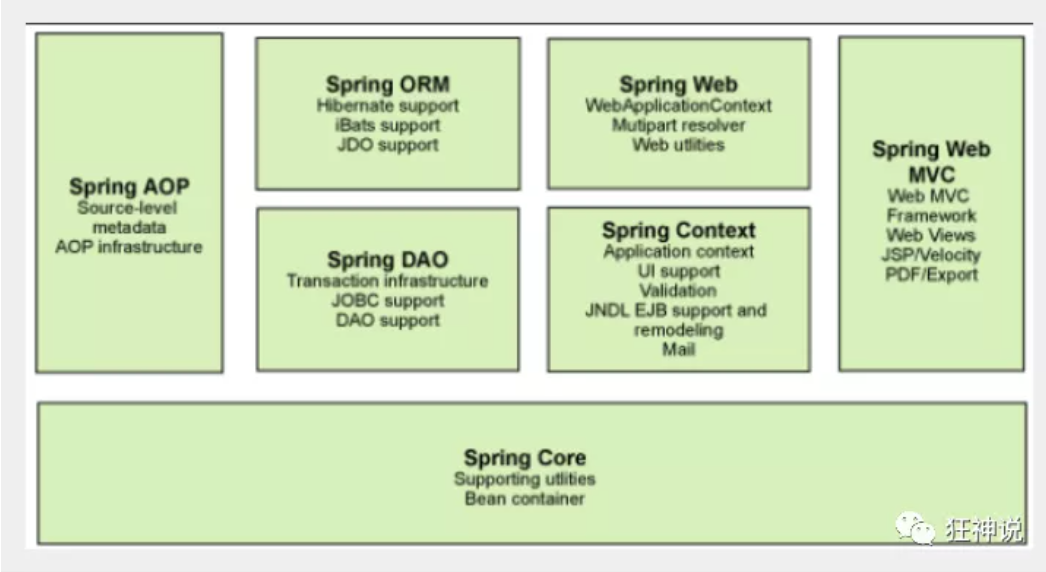 Spring AOP
Source-level
metadata
AOP infrastructure
Spring ORM
Hibernate support
iBats support
JDO support
Spring DAO
Transaction infrastructure
JOBC support
DAO support
Spring Web
WebApplicationContext
Mutipart resolver
Web utlities
Spring Context
Application context
UI support
Validation
JNDL EJB support and
remodeling
Mail
Spring Web
MVC
Web MVC
Framework
Web Views
JSP/Velocity
PDF/Export
Spring Core
Supporting utlities
Bean container
狂神说